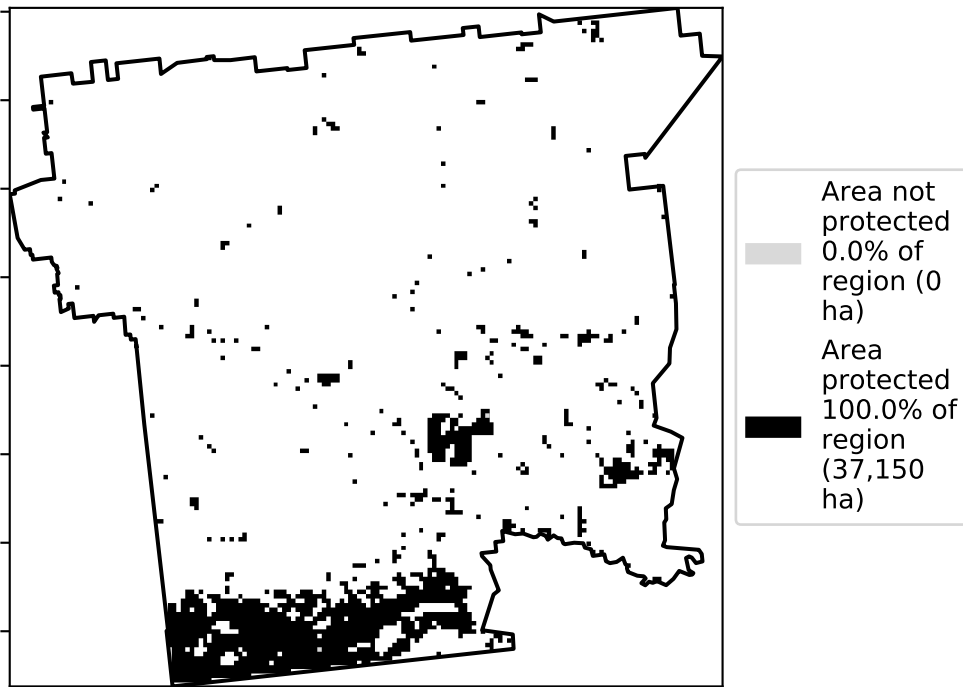 Area not
protected
0.0% of
region (0
ha)
Area
protected
100.0% of
region
(37,150
ha)